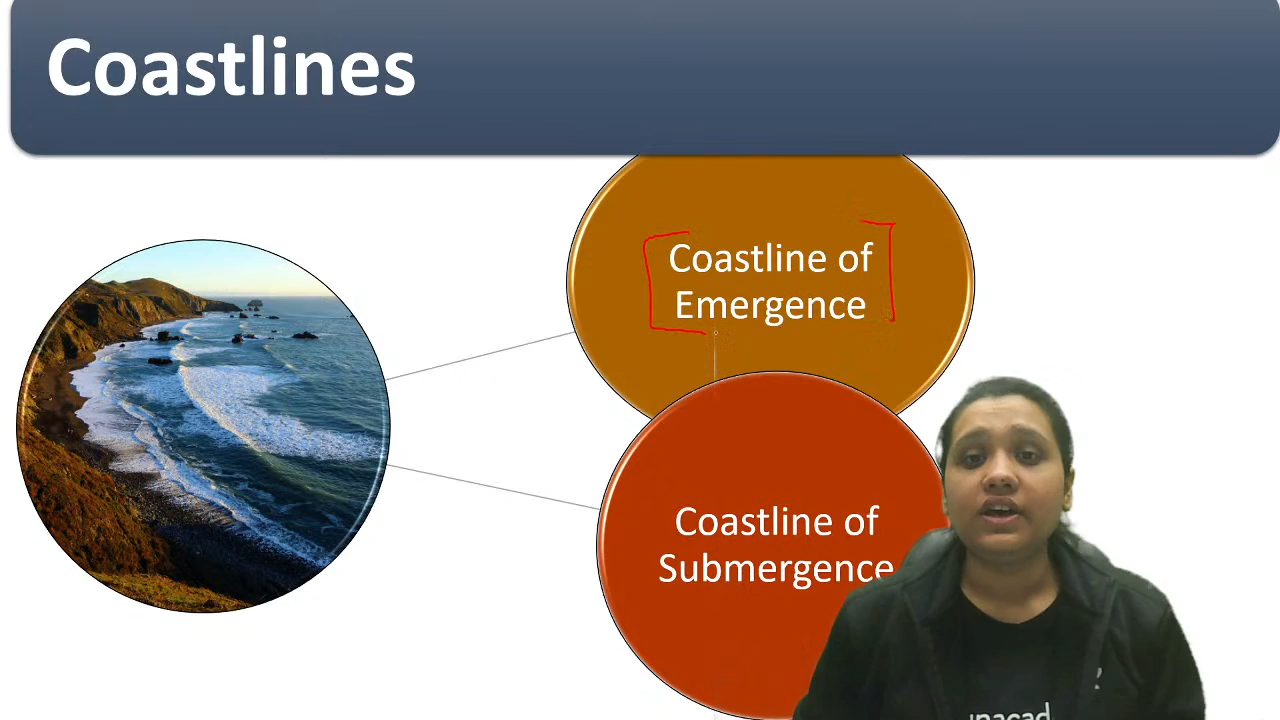 Coastlines
Coastline of
Emergence
Coastline of
Submergence